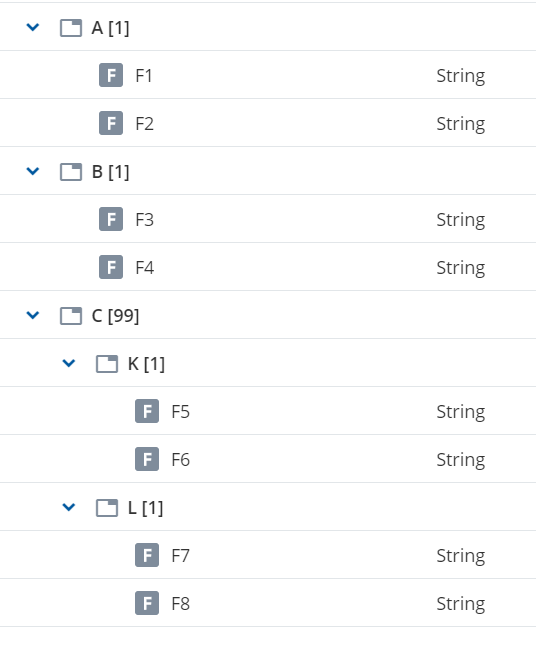 A [1]
F F1 String
F F2 String
B [1]
F F3 String
F F4 String
C [99]
K [1]
F F5 String
F F6 String
L [1]
F F7 String
F F8 String